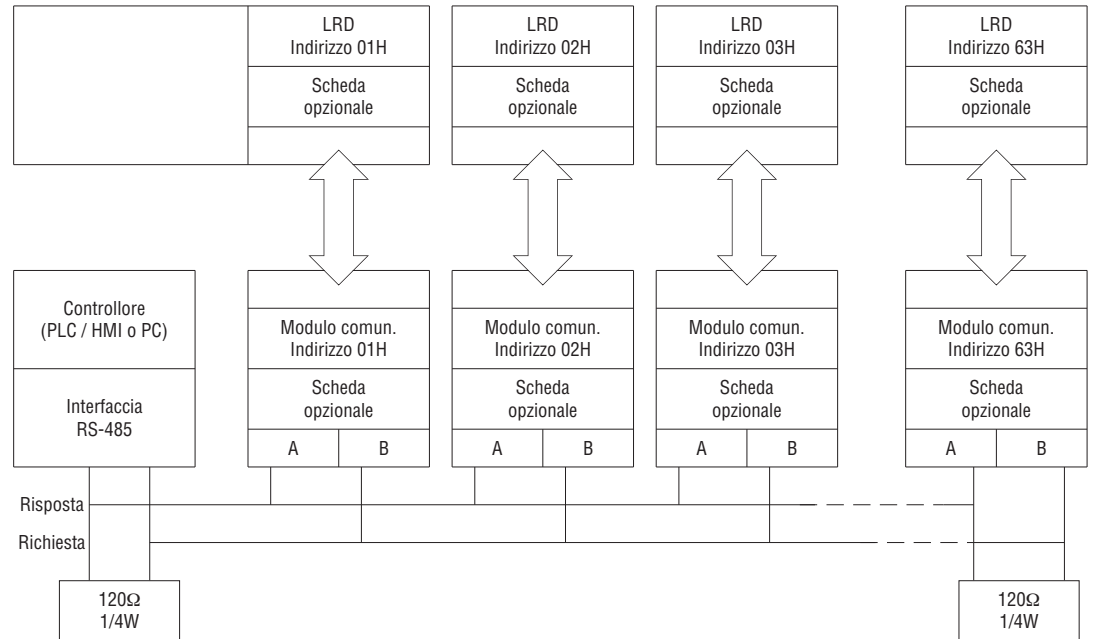 LRD
Indirizzo 01H
LRD
Indirizzo 02H
LRD
Indirizzo 03H
LRD
Indirizzo 63H
Scheda
opzionale
Scheda
opzionale
Scheda
opzionale
Scheda
opzionale
Controllore
(PLC / HMI o PC)
Modulo comun.
Indirizzo 01H
Modulo comun.
Indirizzo 02H
Modulo comun.
Indirizzo 03H
Modulo comun.
Indirizzo 63H
Interfaccia
RS-485
Scheda
opzionale
Scheda
opzionale
Scheda
opzionale
Scheda
opzionale
A B
A B
A B
A B
Risposta
Richiesta
120Ω
1/4W
120Ω
1/4W